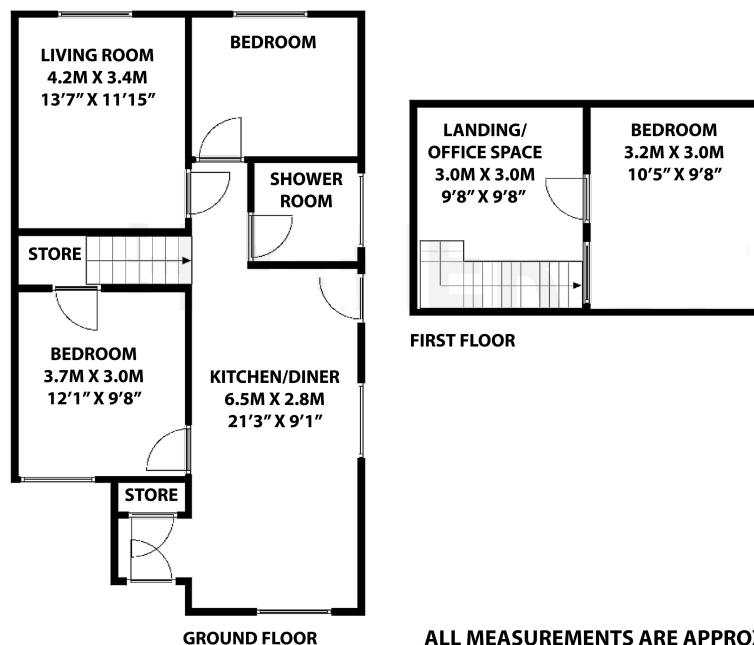 LIVING ROOM
4.2M X 3.4M
13’7” X 11’15”
BEDROOM
SHOWER
ROOM
STORE
BEDROOM
3.7M X 3.0M
12’1” X 9’8”
KITCHEN/DINER
6.5M X 2.8M
21’3” X 9’1”
STORE
GROUND FLOOR
LANDING/
OFFICE SPACE
3.0M X 3.0M
9’8” X 9’8”
BEDROOM
3.2M X 3.0M
10’5” X 9’8”
FIRST FLOOR
ALL MEASUREMENTS ARE APPROX